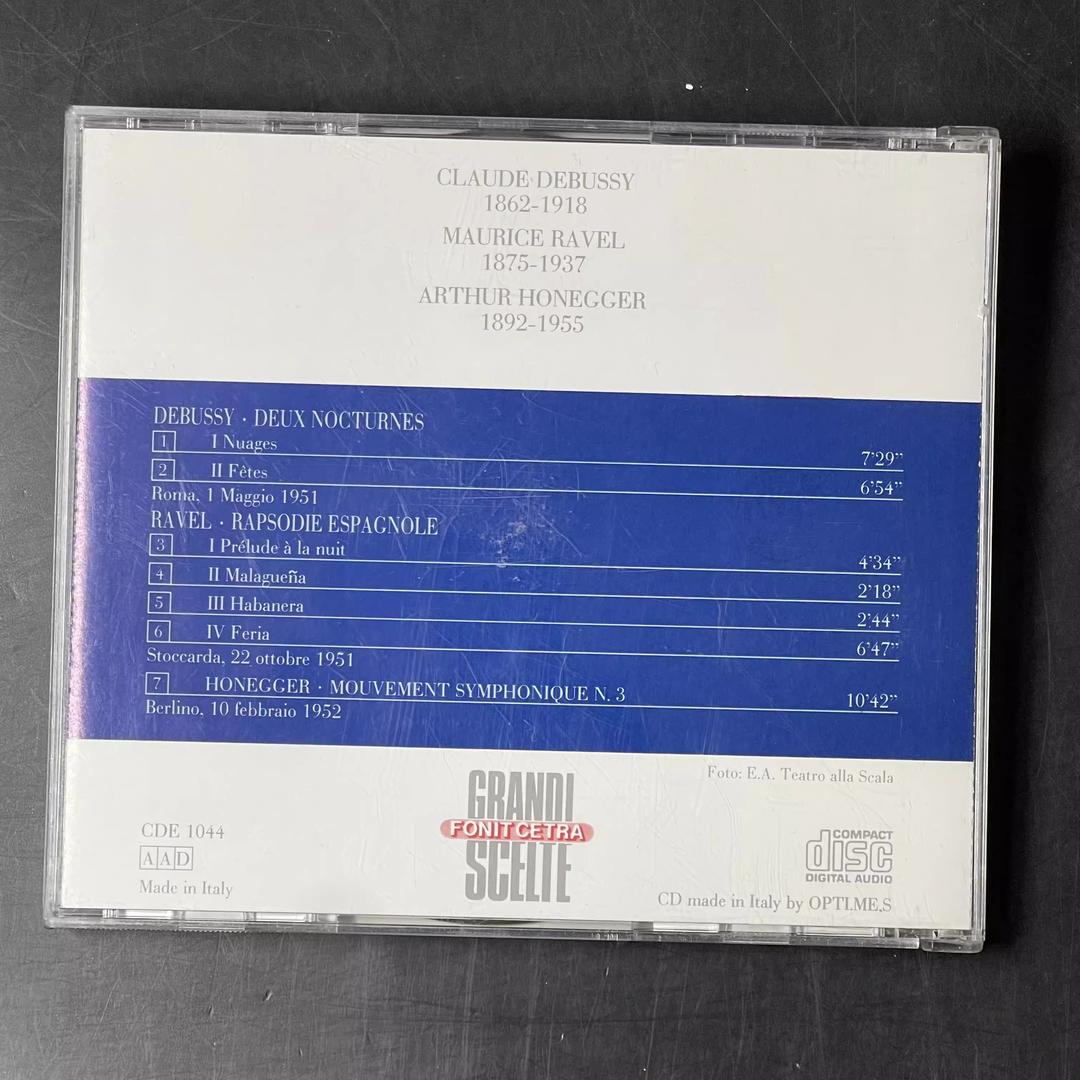 CLAUDE DEBUSSY
1862-1918
MAURICE RAVEL
1875-1937
ARTHUR HONEGGER
1892-1955
DEBUSSY · DEUX NOCTURNES
1 I Nuages 7'29"
2 II Fêtes 6'54"
Roma, 1 Maggio 1951
RAVEL · RAPSODIE ESPAGNOLE
3 I Prélude à la nuit 4'34"
4 II Malagueña 2'18"
5 III Habanera 2'44"
6 IV Feria 6'47"
Stoccarda, 22 ottobre 1951
7 HONEGGER · MOUVEMENT SYMPHONIQUE N. 3 10'42"
Berlino, 10 febbraio 1952
Foto: E.A. Teatro alla Scala
GRANDI
FONIT CETRA
SCELTE
CDE 1044
AAD
Made in Italy
COMPACT
disc
DIGITAL AUDIO
CD made in Italy by OPTI.ME.S